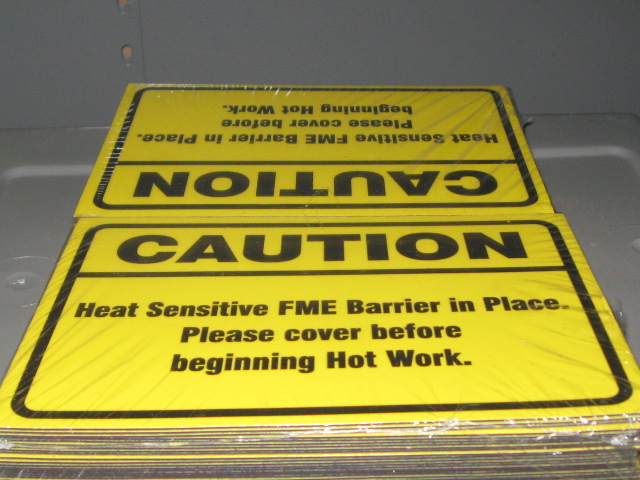 CAUTION
Heat Sensitive FME Barrier in Place.
Please cover before
beginning Hot Work.
CAUTION
Heat Sensitive FME Barrier in Place.
Please cover before
beginning Hot Work.